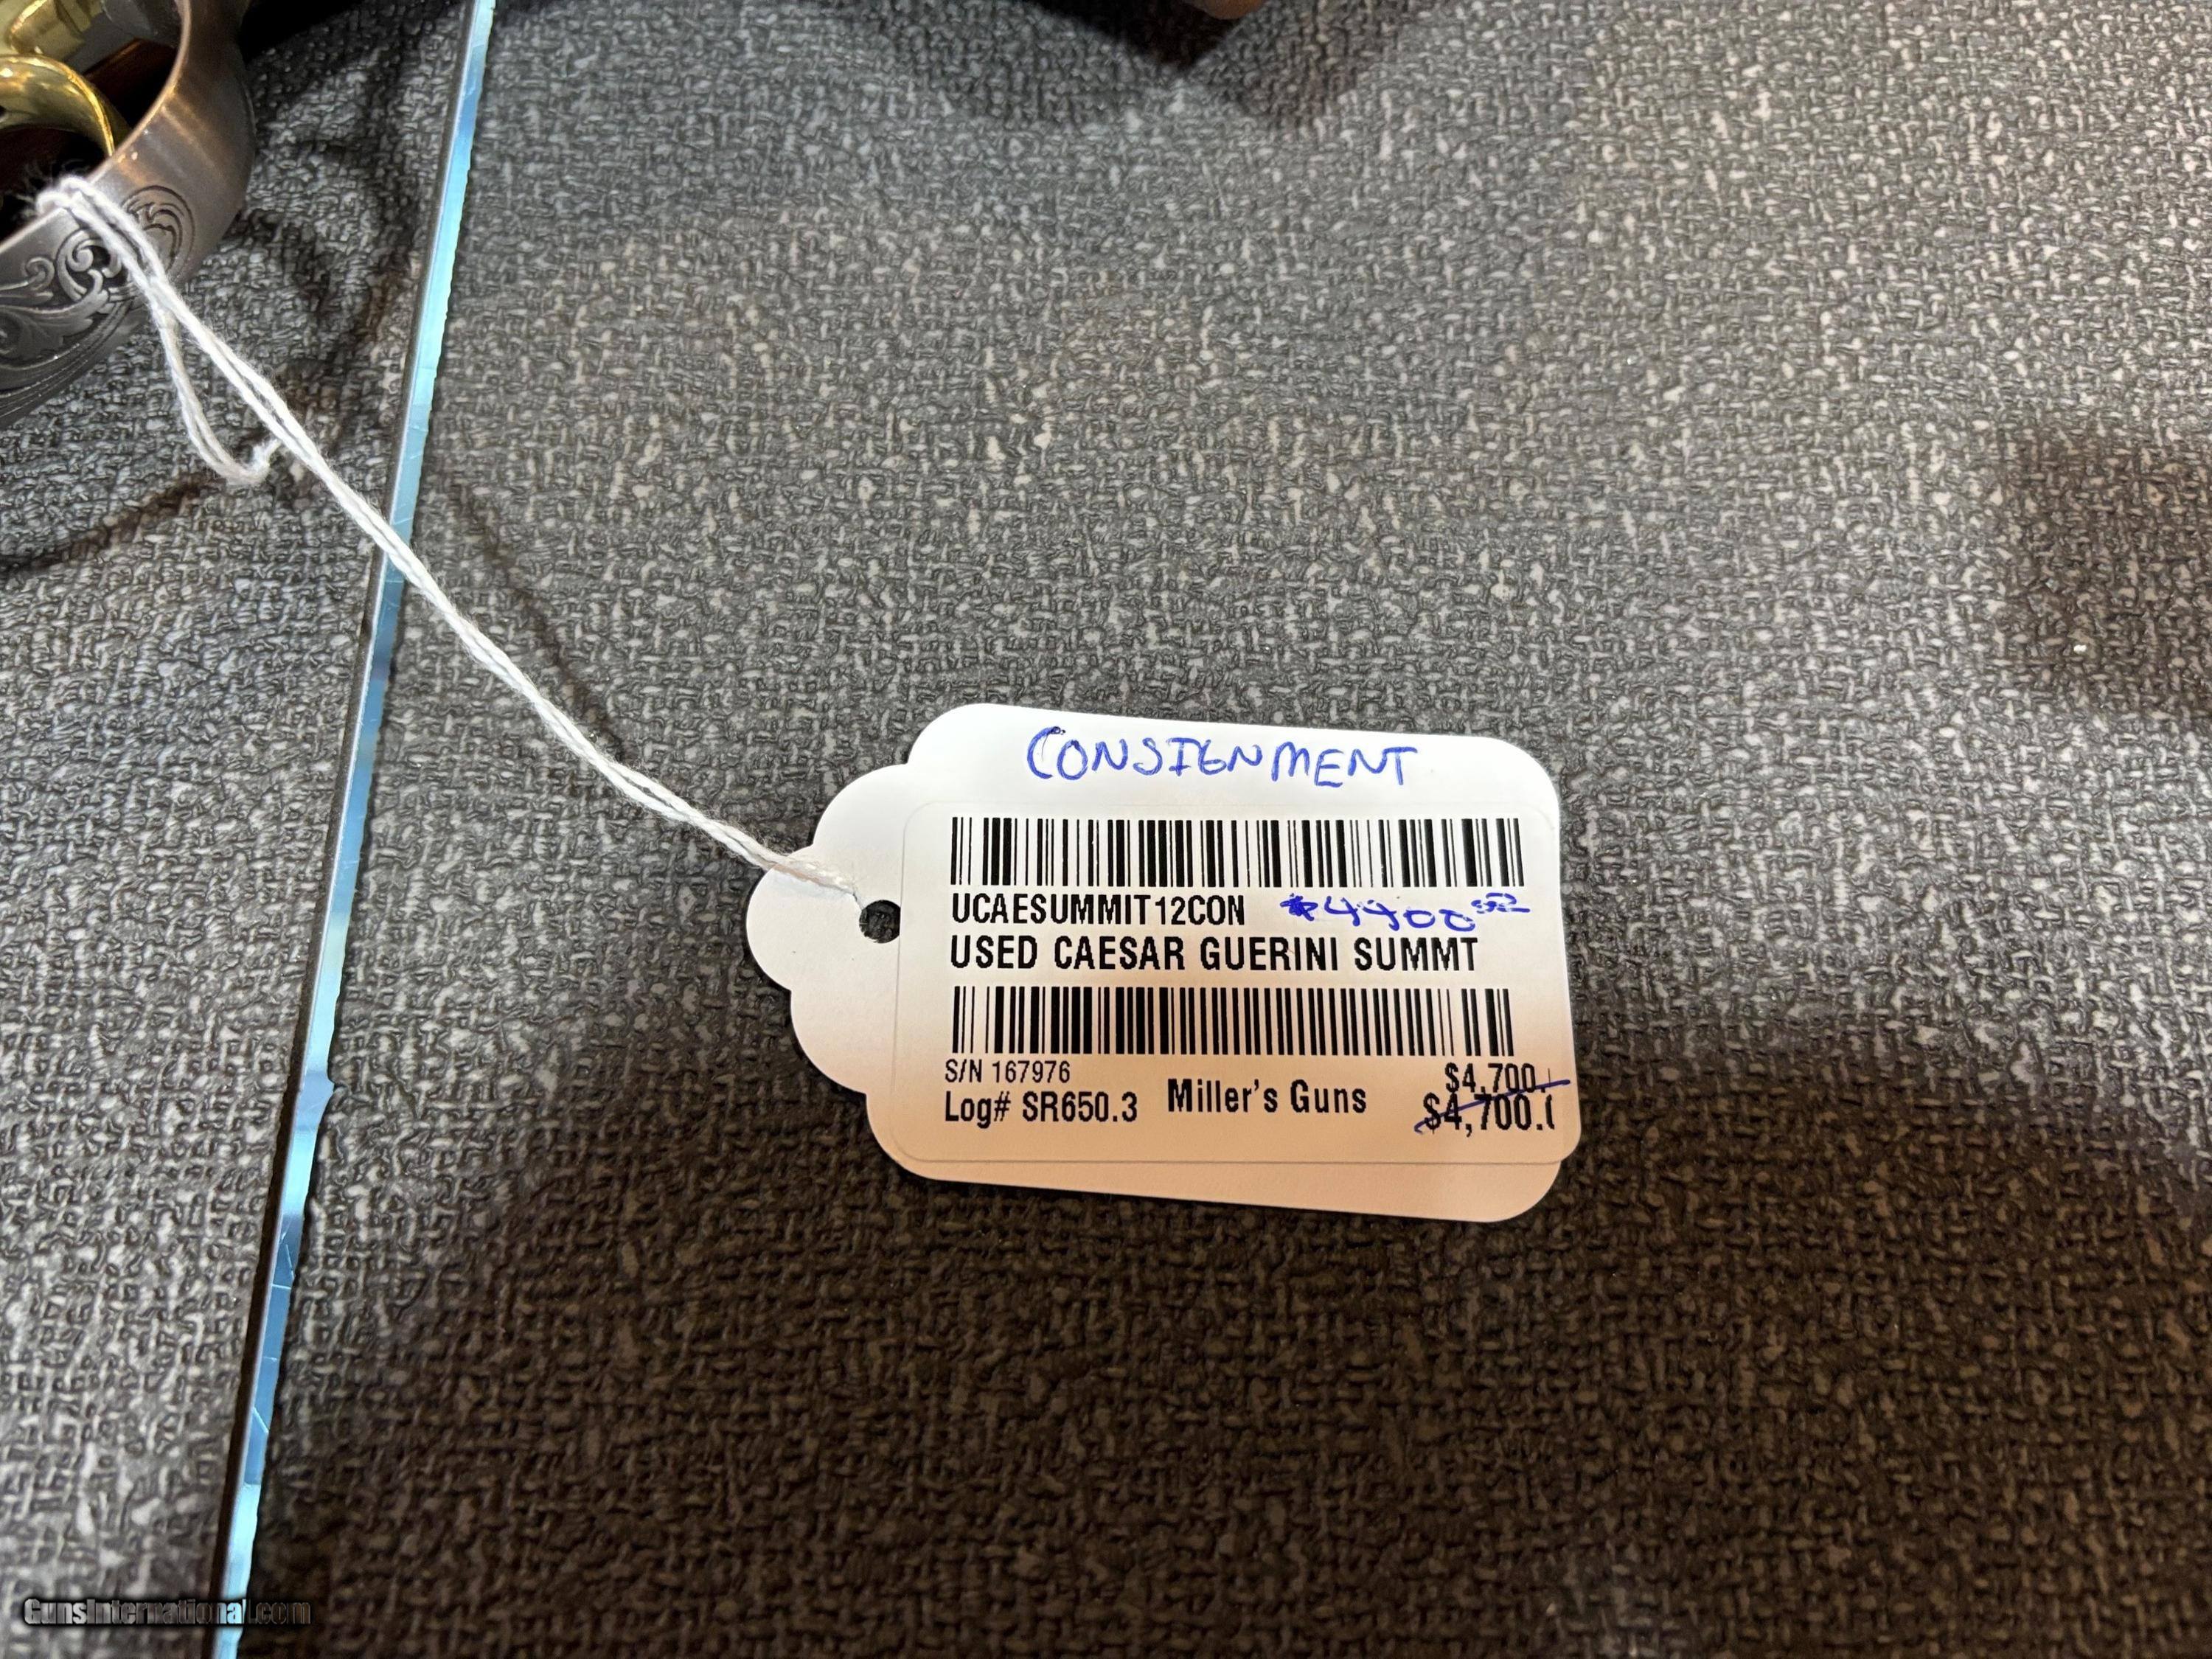 CONSIGNMENT
UCAESUMMIT12CON $4400
USED CAESAR GUERINI SUMMT
S/N 167976
$4,700.
Log# SR650.3 Miller's Guns $4,700.
GunsInternational.com